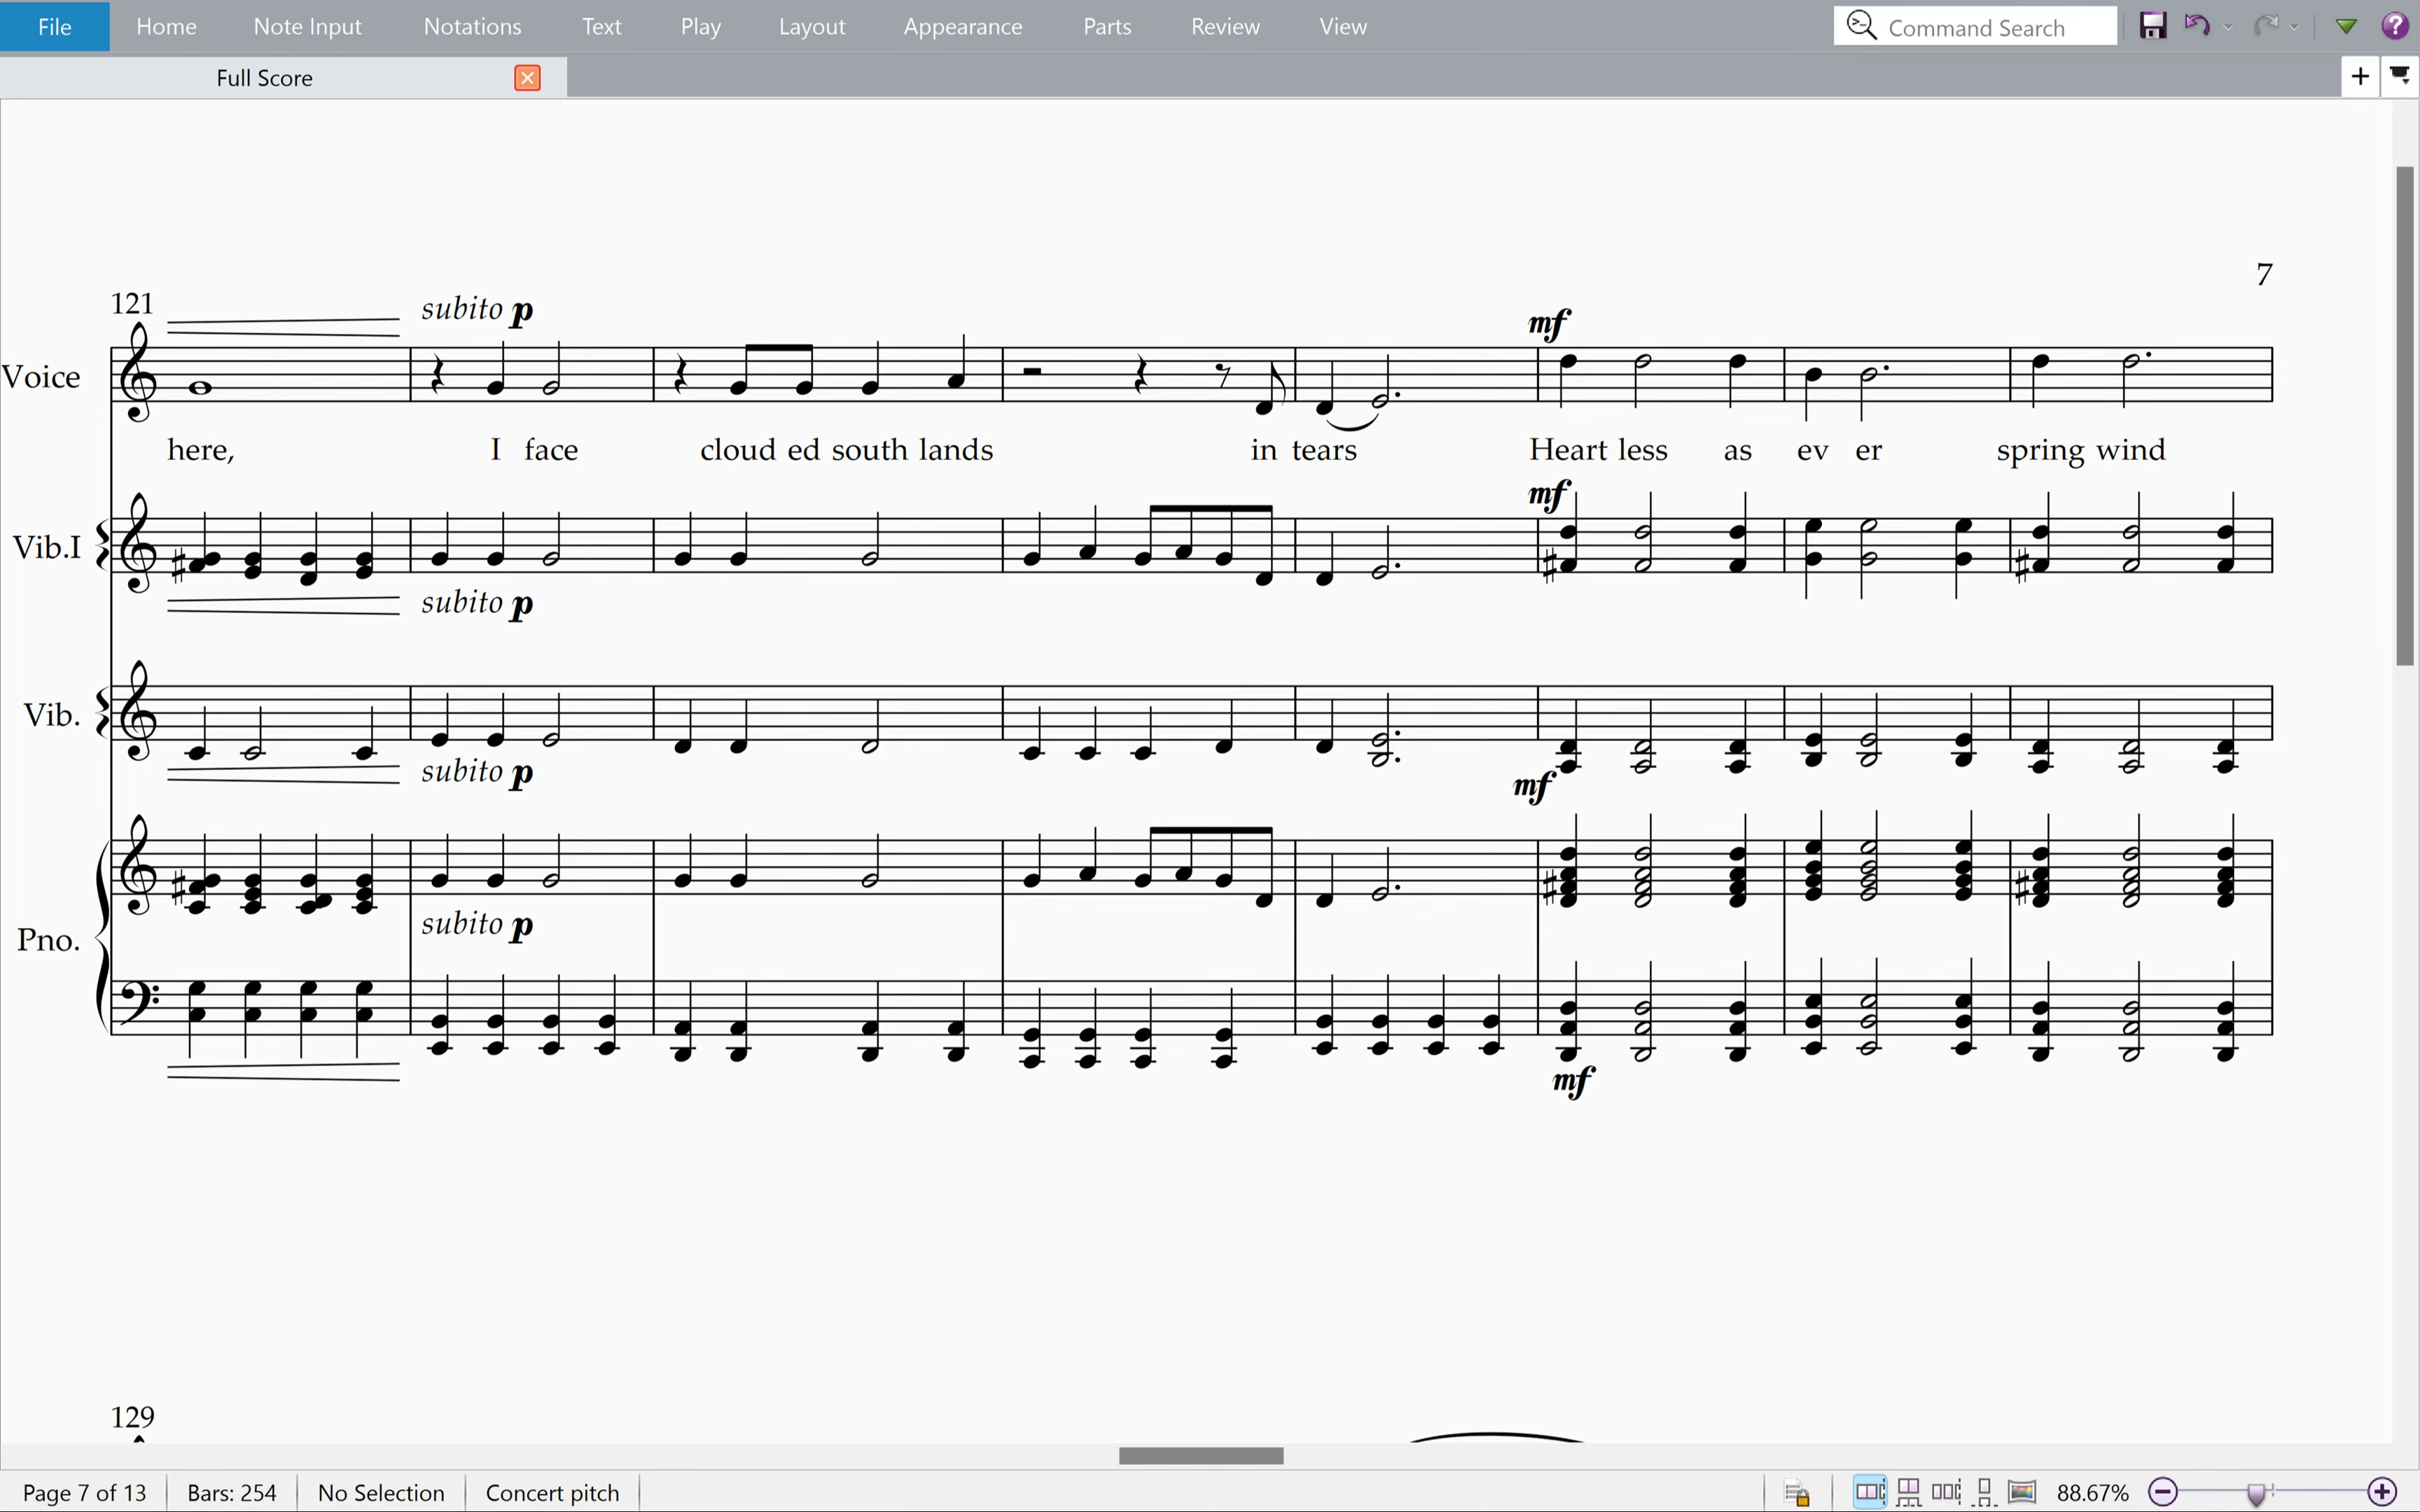 File Home Note Input Notations Text Play Layout Appearance Parts Review View Command Search
Full Score
7
121 subito p mf
Voice
here, I face cloud ed south lands in tears Heart less as ev er spring wind
mf
Vib.I
subito p
Vib.
subito p mf
subito p
Pno.
mf
129
Page 7 of 13 Bars: 254 No Selection Concert pitch 88.67%